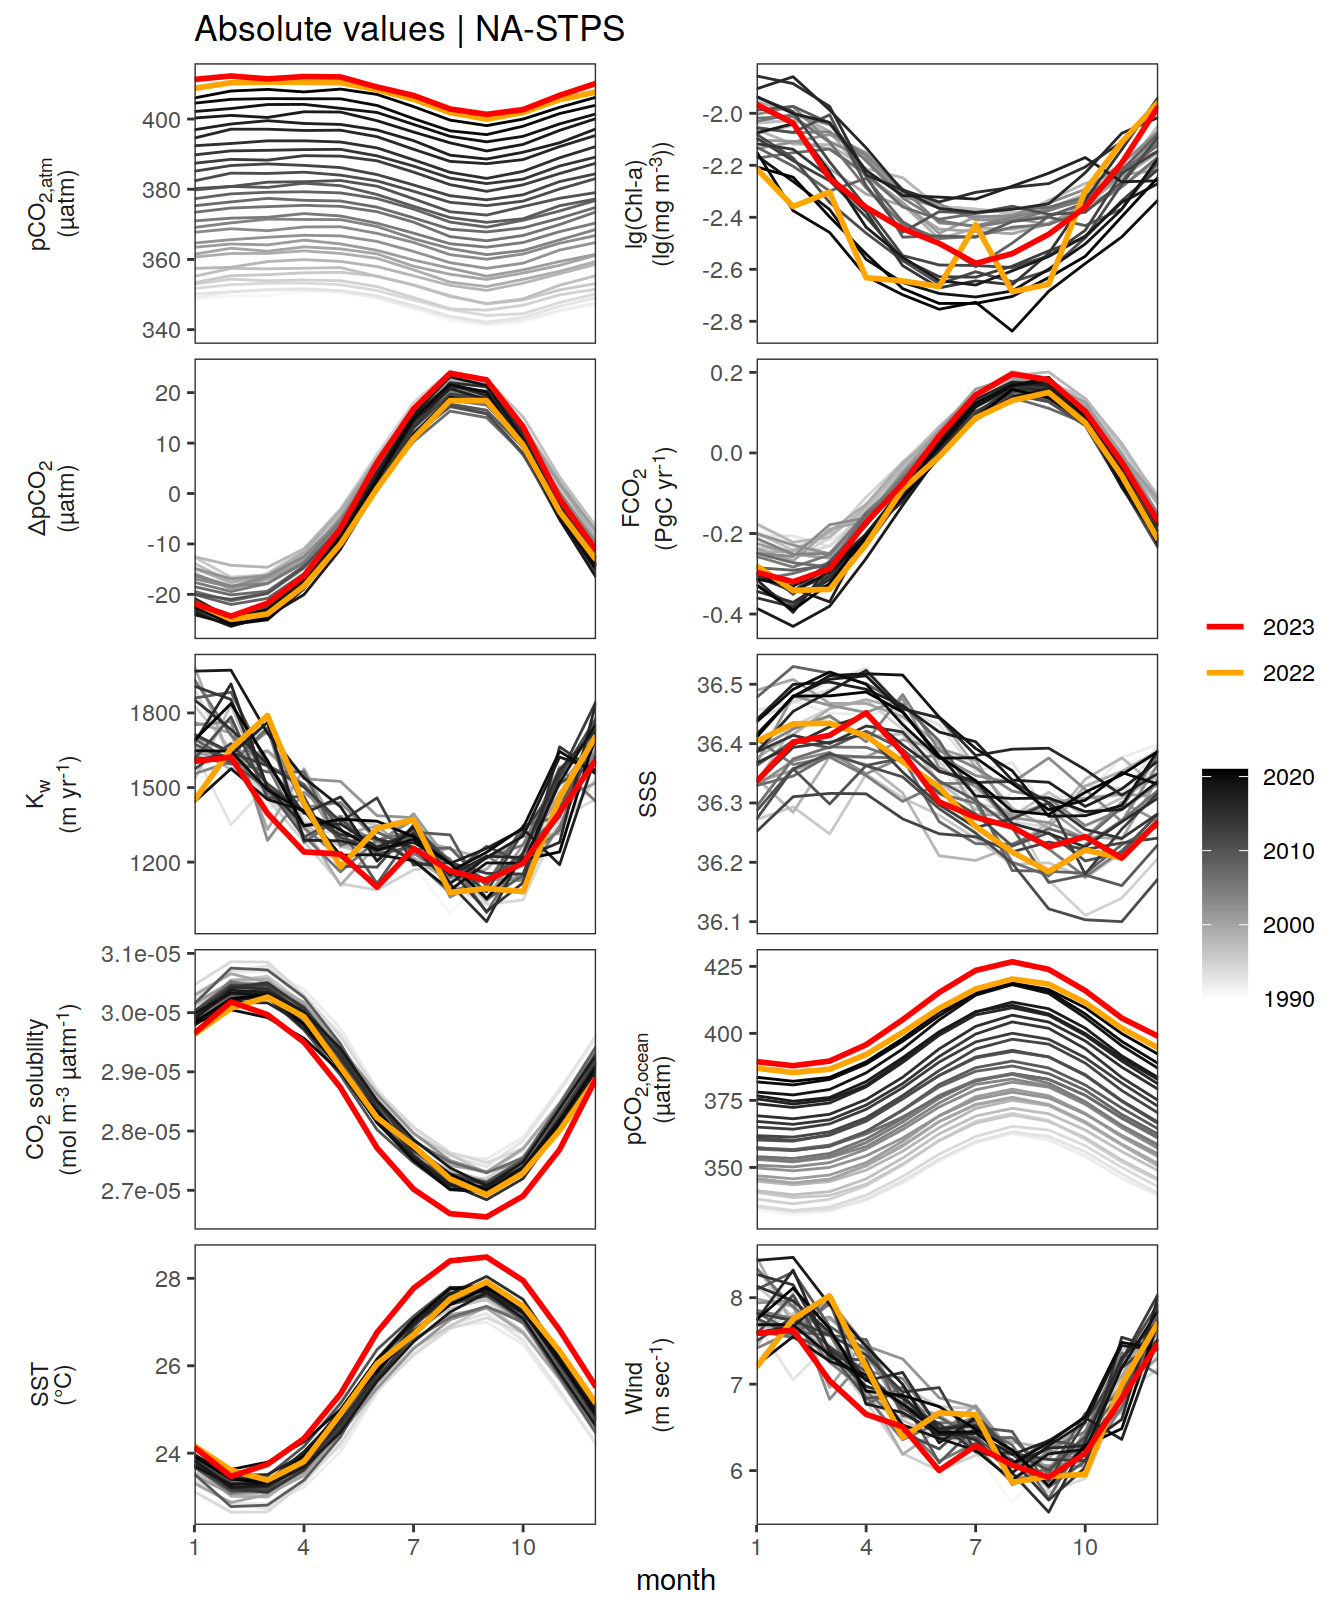 Absolute values | NA-STPS
pCO2,atm
(µatm)
400
380
360
340
lg(Chl-a)
(lg(mg m-3))
-2.0
-2.2
-2.4
-2.6
-2.8
ΔpCO2
(µatm)
20
10
0
-10
-20
FCO2
(PgC yr-1)
0.2
0.0
-0.2
-0.4
Kw
(m yr-1)
1800
1500
1200
SSS
36.5
36.4
36.3
36.2
36.1
CO2 solubility
(mol m-3 µatm-1)
3.1e-05
3.0e-05
2.9e-05
2.8e-05
2.7e-05
pCO2,ocean
(µatm)
425
400
375
350
SST
(°C)
28
26
24
Wind
(m sec-1)
8
7
6
1 4 7 10
1 4 7 10
month
2023
2022
2020
2010
2000
1990